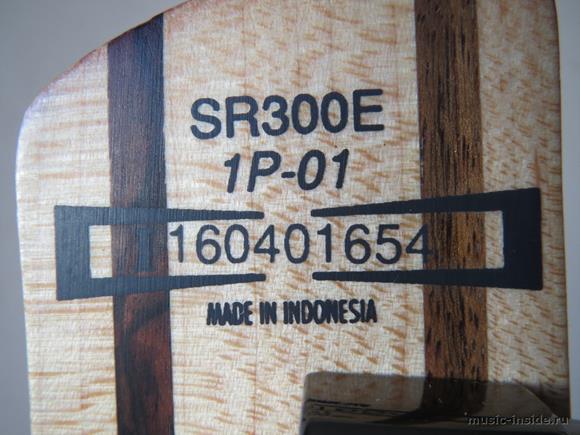 SR300E
1P-01
I160401654
MADE IN INDONESIA
music-inside.ru